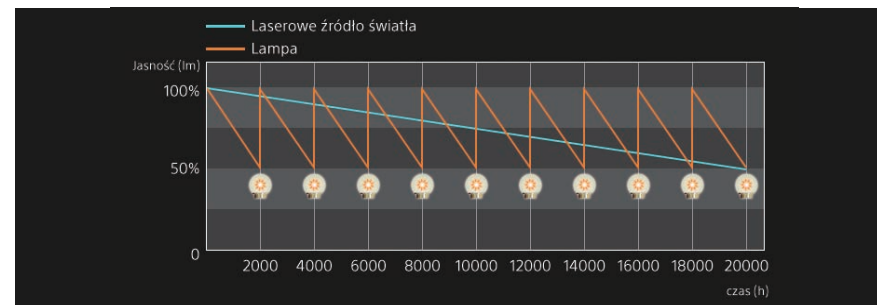 Laserowe źródło światła
Lampa
Jasność (lm)
100%
50%
0
2000 4000 6000 8000 10000 12000 14000 16000 18000 20000
czas (h)